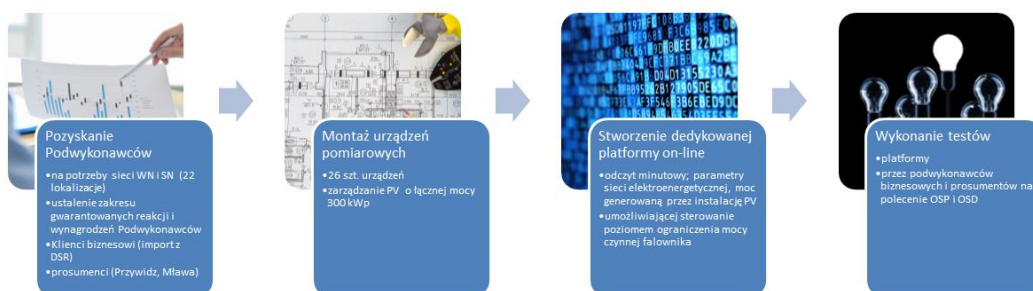 Pozyskanie
Podwykonawców
•na potrzeby sieci WN i SN (22
lokalizacje)
•ustalenie zakresu
gwarantowanych reakcji i
wynagrodzeń Podwykonawców
•Klienci biznesowi (import z
DSR)
•prosumenci (Przywidz, Mława)
Montaż urządzeń
pomiarowych
•26 szt. urządzeń
•zarządzanie PV o łącznej mocy
300 kWp
Stworzenie dedykowanej
platformy on-line
•odczyt minutowy; parametry
sieci elektroenergetycznej, moc
generowaną przez instalację PV
•umożliwiającej sterowanie
poziomem ograniczenia mocy
czynnej falownika
Wykonanie testów
•platformy
•przez podwykonawców
biznesowych i prosumentów na
polecenie OSP i OSD